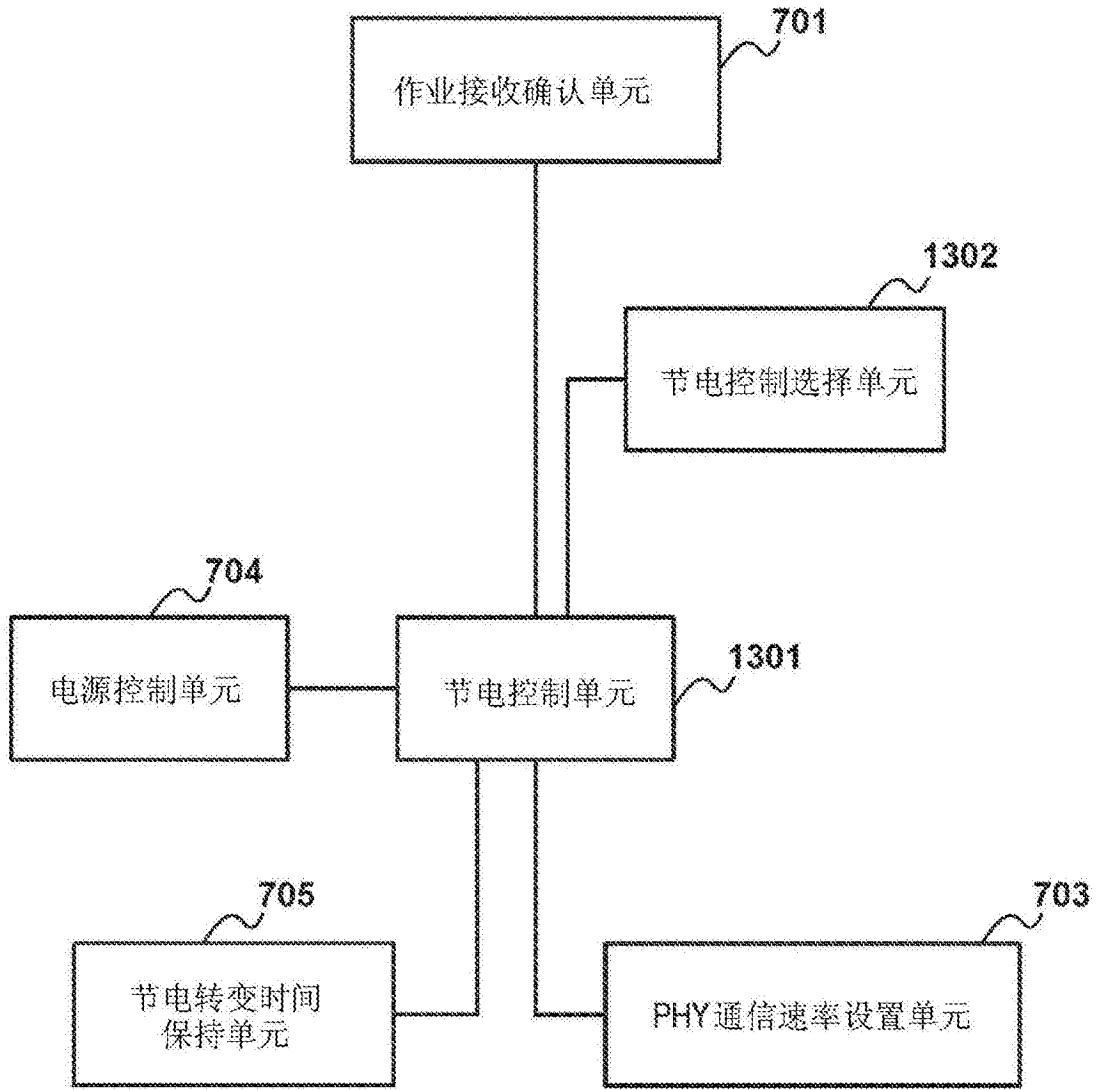 701
作业接收确认单元
1302
节电控制选择单元
704
电源控制单元
节电控制单元
1301
705
节电转变时间
保持单元
703
PHY通信速率设置单元